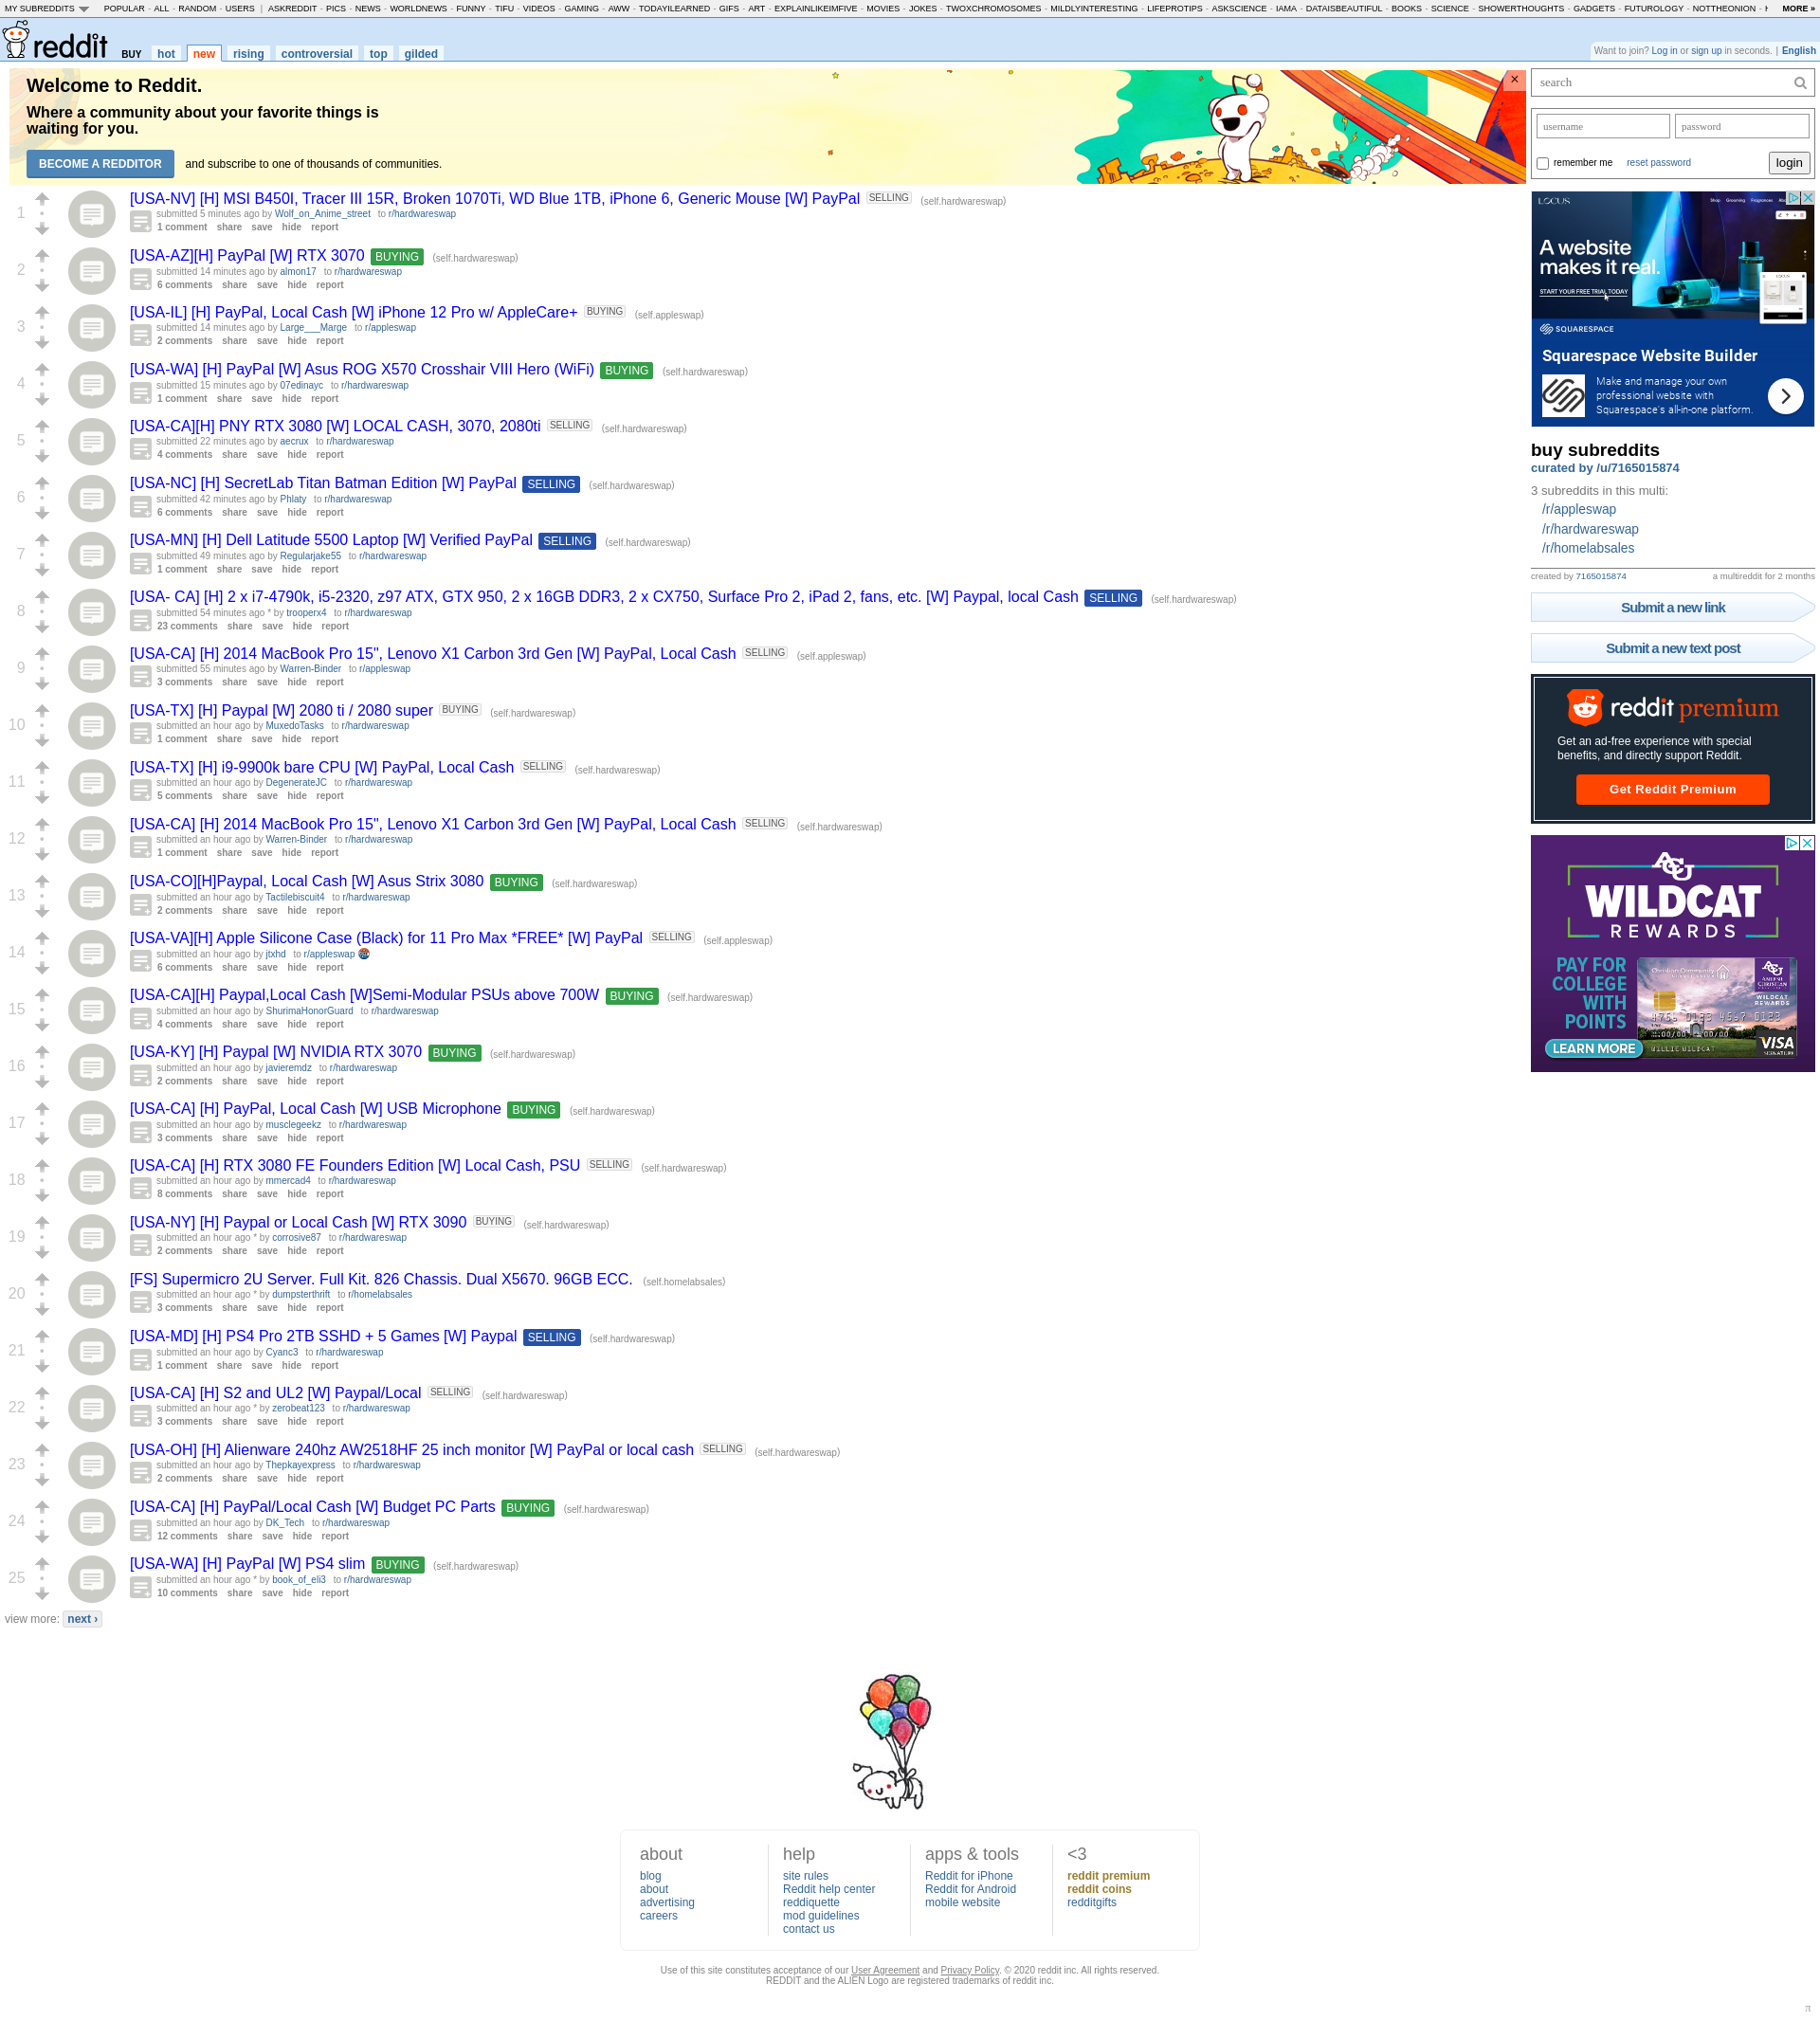 MY SUBREDDITS POPULAR - ALL - RANDOM - USERS | ASKREDDIT - PICS - NEWS - WORLDNEWS - FUNNY - TIFU - VIDEOS - GAMING - AWW - TODAYILEARNED - GIFS - ART - EXPLAINLIKEIMFIVE - MOVIES - JOKES - TWOXCHROMOSOMES - MILDLYINTERESTING - LIFEPROTIPS - ASKSCIENCE - IAMA - DATAISBEAUTIFUL - BOOKS - SCIENCE - SHOWERTHOUGHTS - GADGETS - FUTUROLOGY - NOTTHEONION - MORE »
reddit BUY hot new rising controversial top gilded
Want to join? Log in or sign up in seconds. | English
Welcome to Reddit.
Where a community about your favorite things is
waiting for you.
BECOME A REDDITOR and subscribe to one of thousands of communities.
×
1
[USA-NV] [H] MSI B450I, Tracer III 15R, Broken 1070Ti, WD Blue 1TB, iPhone 6, Generic Mouse [W] PayPal SELLING (self.hardwareswap)
submitted 5 minutes ago by Wolf_on_Anime_street to r/hardwareswap
1 comment share save hide report
2
[USA-AZ][H] PayPal [W] RTX 3070 BUYING (self.hardwareswap)
submitted 14 minutes ago by almon17 to r/hardwareswap
6 comments share save hide report
3
[USA-IL] [H] PayPal, Local Cash [W] iPhone 12 Pro w/ AppleCare+ BUYING (self.appleswap)
submitted 14 minutes ago by Large___Marge to r/appleswap
2 comments share save hide report
4
[USA-WA] [H] PayPal [W] Asus ROG X570 Crosshair VIII Hero (WiFi) BUYING (self.hardwareswap)
submitted 15 minutes ago by 07edinayc to r/hardwareswap
1 comment share save hide report
5
[USA-CA][H] PNY RTX 3080 [W] LOCAL CASH, 3070, 2080ti SELLING (self.hardwareswap)
submitted 22 minutes ago by aecrux to r/hardwareswap
4 comments share save hide report
6
[USA-NC] [H] SecretLab Titan Batman Edition [W] PayPal SELLING (self.hardwareswap)
submitted 42 minutes ago by Phlaty to r/hardwareswap
6 comments share save hide report
7
[USA-MN] [H] Dell Latitude 5500 Laptop [W] Verified PayPal SELLING (self.hardwareswap)
submitted 49 minutes ago by Regularjake55 to r/hardwareswap
1 comment share save hide report
8
[USA- CA] [H] 2 x i7-4790k, i5-2320, z97 ATX, GTX 950, 2 x 16GB DDR3, 2 x CX750, Surface Pro 2, iPad 2, fans, etc. [W] Paypal, local Cash SELLING (self.hardwareswap)
submitted 54 minutes ago * by trooperx4 to r/hardwareswap
23 comments share save hide report
9
[USA-CA] [H] 2014 MacBook Pro 15", Lenovo X1 Carbon 3rd Gen [W] PayPal, Local Cash SELLING (self.appleswap)
submitted 55 minutes ago by Warren-Binder to r/appleswap
3 comments share save hide report
10
[USA-TX] [H] Paypal [W] 2080 ti / 2080 super BUYING (self.hardwareswap)
submitted an hour ago by MuxedoTasks to r/hardwareswap
1 comment share save hide report
11
[USA-TX] [H] i9-9900k bare CPU [W] PayPal, Local Cash SELLING (self.hardwareswap)
submitted an hour ago by DegenerateJC to r/hardwareswap
5 comments share save hide report
12
[USA-CA] [H] 2014 MacBook Pro 15", Lenovo X1 Carbon 3rd Gen [W] PayPal, Local Cash SELLING (self.hardwareswap)
submitted an hour ago by Warren-Binder to r/hardwareswap
1 comment share save hide report
13
[USA-CO][H]Paypal, Local Cash [W] Asus Strix 3080 BUYING (self.hardwareswap)
submitted an hour ago by Tactilebiscuit4 to r/hardwareswap
2 comments share save hide report
14
[USA-VA][H] Apple Silicone Case (Black) for 11 Pro Max *FREE* [W] PayPal SELLING (self.appleswap)
submitted an hour ago by jtxhd to r/appleswap
6 comments share save hide report
15
[USA-CA][H] Paypal,Local Cash [W]Semi-Modular PSUs above 700W BUYING (self.hardwareswap)
submitted an hour ago by ShurimaHonorGuard to r/hardwareswap
4 comments share save hide report
16
[USA-KY] [H] Paypal [W] NVIDIA RTX 3070 BUYING (self.hardwareswap)
submitted an hour ago by javieremdz to r/hardwareswap
2 comments share save hide report
17
[USA-CA] [H] PayPal, Local Cash [W] USB Microphone BUYING (self.hardwareswap)
submitted an hour ago by musclegeekz to r/hardwareswap
3 comments share save hide report
18
[USA-CA] [H] RTX 3080 FE Founders Edition [W] Local Cash, PSU SELLING (self.hardwareswap)
submitted an hour ago by mmercad4 to r/hardwareswap
8 comments share save hide report
19
[USA-NY] [H] Paypal or Local Cash [W] RTX 3090 BUYING (self.hardwareswap)
submitted an hour ago * by corrosive87 to r/hardwareswap
2 comments share save hide report
20
[FS] Supermicro 2U Server. Full Kit. 826 Chassis. Dual X5670. 96GB ECC. (self.homelabsales)
submitted an hour ago * by dumpsterthrift to r/homelabsales
3 comments share save hide report
21
[USA-MD] [H] PS4 Pro 2TB SSHD + 5 Games [W] Paypal SELLING (self.hardwareswap)
submitted an hour ago by Cyanc3 to r/hardwareswap
1 comment share save hide report
22
[USA-CA] [H] S2 and UL2 [W] Paypal/Local SELLING (self.hardwareswap)
submitted an hour ago * by zerobeat123 to r/hardwareswap
3 comments share save hide report
23
[USA-OH] [H] Alienware 240hz AW2518HF 25 inch monitor [W] PayPal or local cash SELLING (self.hardwareswap)
submitted an hour ago by Thepkayexpress to r/hardwareswap
2 comments share save hide report
24
[USA-CA] [H] PayPal/Local Cash [W] Budget PC Parts BUYING (self.hardwareswap)
submitted an hour ago by DK_Tech to r/hardwareswap
12 comments share save hide report
25
[USA-WA] [H] PayPal [W] PS4 slim BUYING (self.hardwareswap)
submitted an hour ago * by book_of_eli3 to r/hardwareswap
10 comments share save hide report
view more: next ›
search
username password
remember me reset password login
LOCUS
A website
makes it real.
START YOUR FREE TRIAL TODAY
SQUARESPACE
Squarespace Website Builder
Make and manage your own
professional website with
Squarespace's all-in-one platform.
buy subreddits
curated by /u/7165015874
3 subreddits in this multi:
/r/appleswap
/r/hardwareswap
/r/homelabsales
created by 7165015874 a multireddit for 2 months
Submit a new link
Submit a new text post
reddit premium
Get an ad-free experience with special
benefits, and directly support Reddit.
Get Reddit Premium
ACU
WILDCAT
REWARDS
PAY FOR
COLLEGE
WITH
POINTS
LEARN MORE
WILDCAT
REWARDS
4756 0183 4567 0183
WILLIE WILDCAT
VISA
SIGNATURE
about
blog
about
advertising
careers
help
site rules
Reddit help center
reddiquette
mod guidelines
contact us
apps & tools
Reddit for iPhone
Reddit for Android
mobile website
<3
reddit premium
reddit coins
redditgifts
Use of this site constitutes acceptance of our User Agreement and Privacy Policy. © 2020 reddit inc. All rights reserved.
REDDIT and the ALIEN Logo are registered trademarks of reddit inc.
π